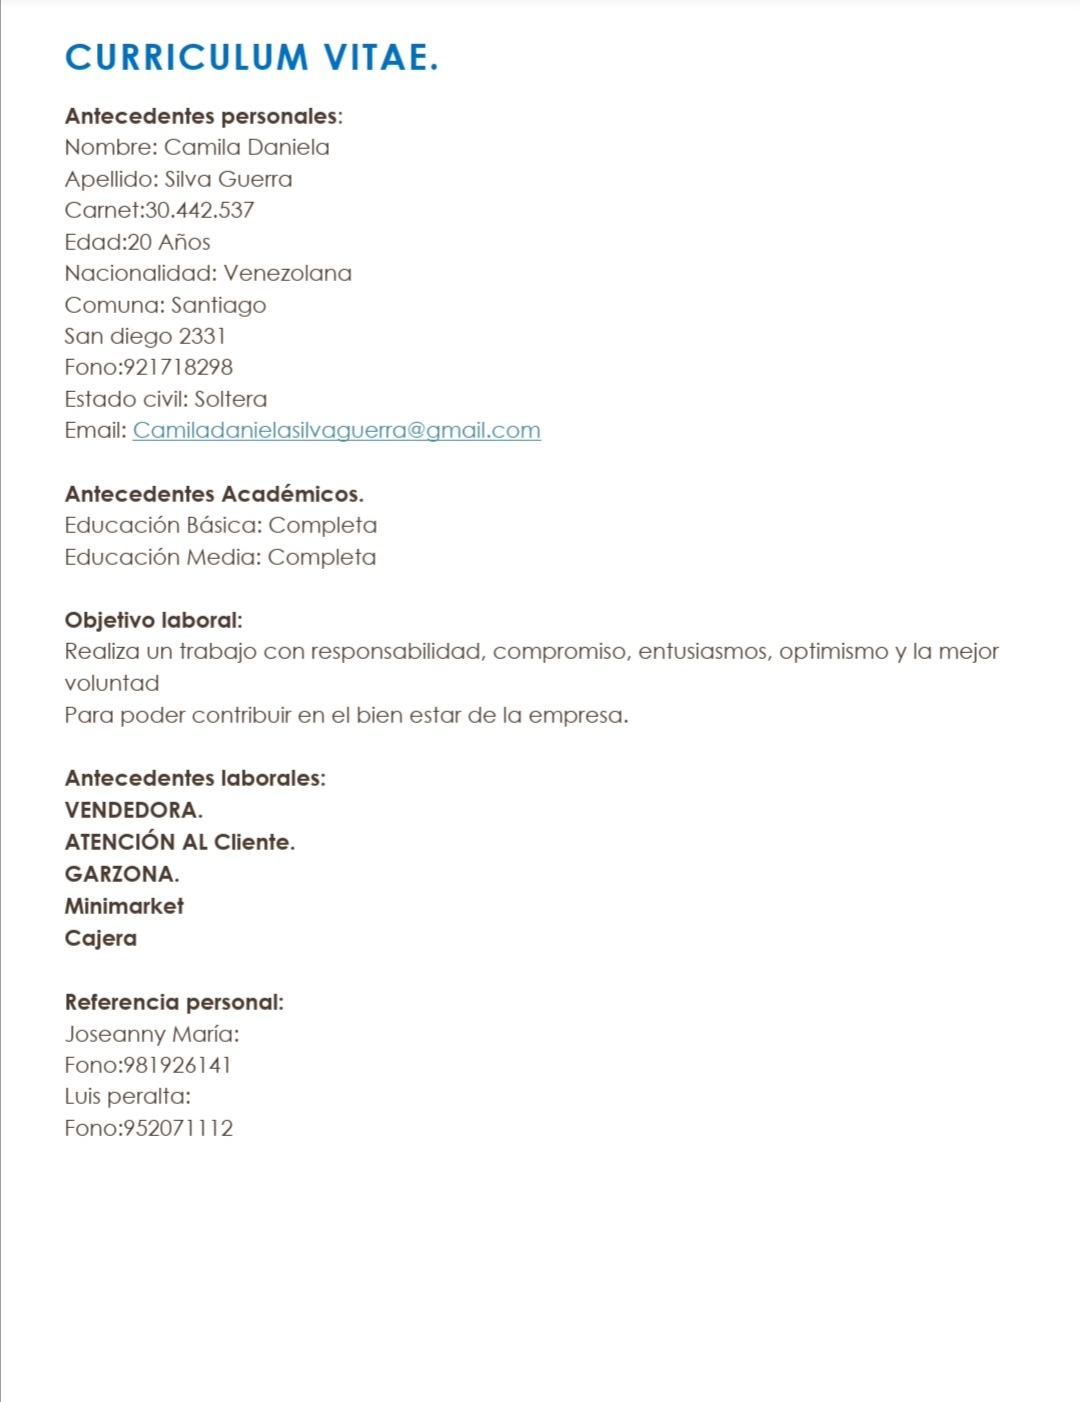 CURRICULUM VITAE.
Antecedentes personales:
Nombre: Camila Daniela
Apellido: Silva Guerra
Carnet:30.442.537
Edad:20 Años
Nacionalidad: Venezolana
Comuna: Santiago
San diego 2331
Fono:921718298
Estado civil: Soltera
Email: Camiladanielasilvaguerra@gmail.com
Antecedentes Académicos.
Educación Básica: Completa
Educación Media: Completa
Objetivo laboral:
Realiza un trabajo con responsabilidad, compromiso, entusiasmos, optimismo y la mejor
voluntad
Para poder contribuir en el bien estar de la empresa.
Antecedentes laborales:
VENDEDORA.
ATENCIÓN AL Cliente.
GARZONA.
Minimarket
Cajera
Referencia personal:
Joseanny María:
Fono:981926141
Luis peralta:
Fono:952071112